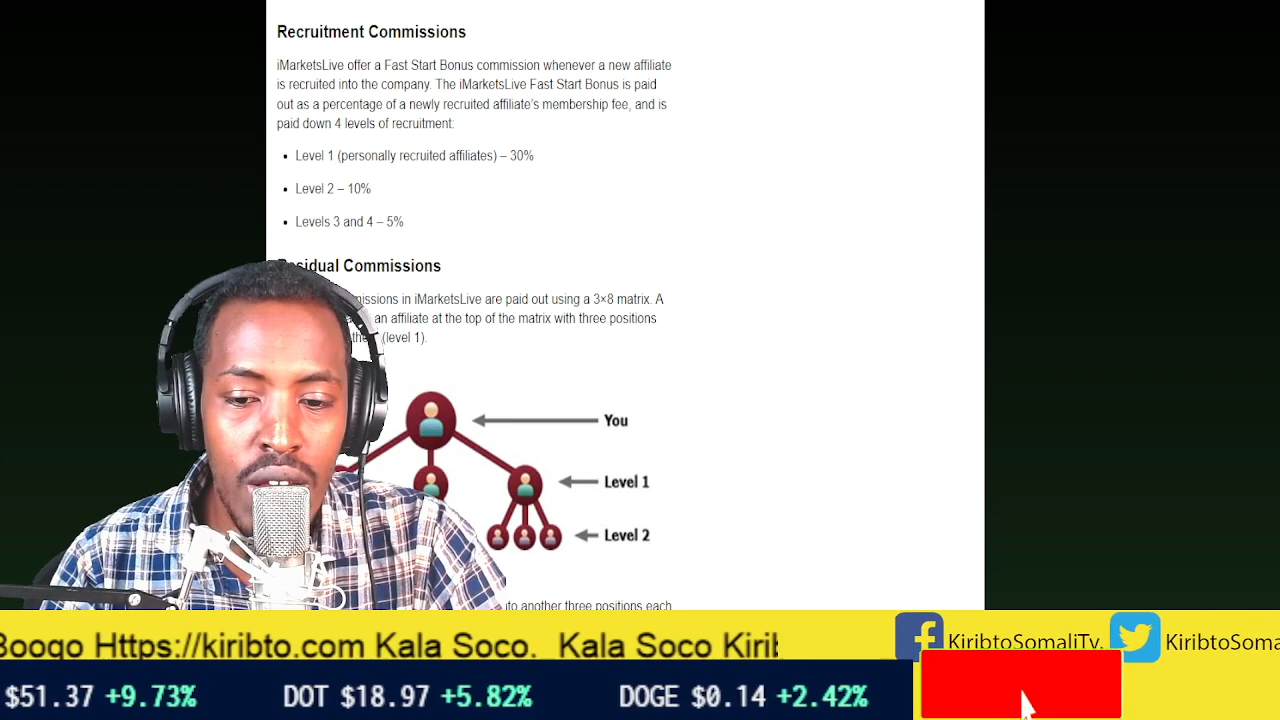 Recruitment Commissions
iMarketsLive offer a Fast Start Bonus commission whenever a new affiliate
is recruited into the company. The iMarketsLive Fast Start Bonus is paid
out as a percentage of a newly recruited affiliate's membership fee, and is
paid down 4 levels of recruitment:
• Level 1 (personally recruited affiliates) – 30%
• Level 2 – 10%
• Levels 3 and 4 – 5%
Residual Commissions
in iMarketsLive are paid out using a 3×8 matrix. A
an affiliate at the top of the matrix with three positions
(level 1).
You
Level 1
Level 2
another three positions each
Https://kiribto.com Kala Soco. Kala Soco
KiribtoSomaliTv.
$51.37 +9.73% DOT $18.97 +5.82% DOGE $0.14 +2.42%